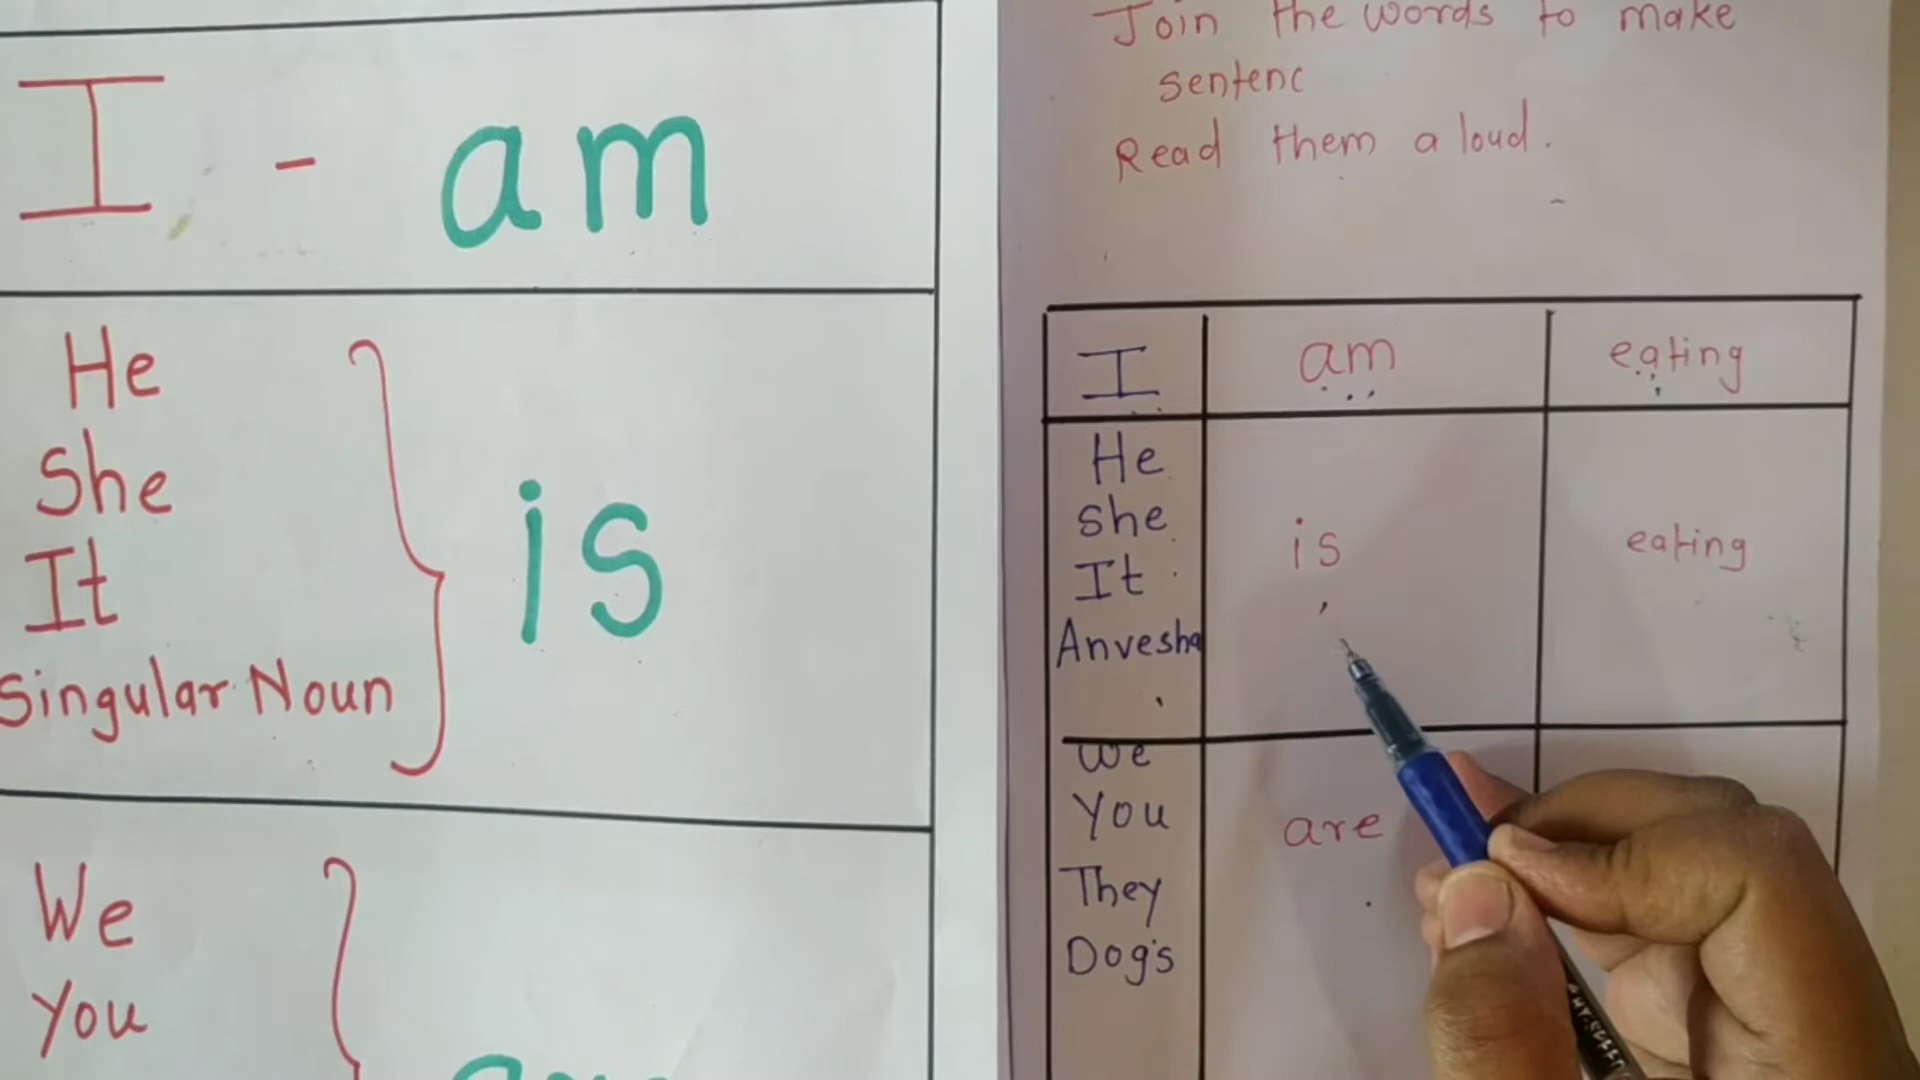 I - am
He
She
It
Singular Noun
is
We
You
Join the words to make
sentenc
Read them a loud.
I am eating
He
she
It
Anvesha
is eating
We
You
They
Dog's
are